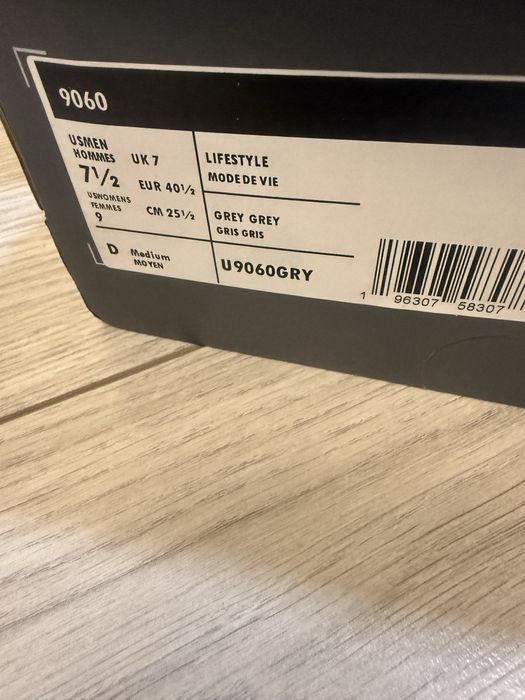 9060
USMEN
HOMMES
7½
UK 7
EUR 40½
USWOMENS
FEMMES
9
CM 25½
D Medium
MOYEN
LIFESTYLE
MODE DE VIE
GREY GREY
GRIS GRIS
U9060GRY
1 96307 58307